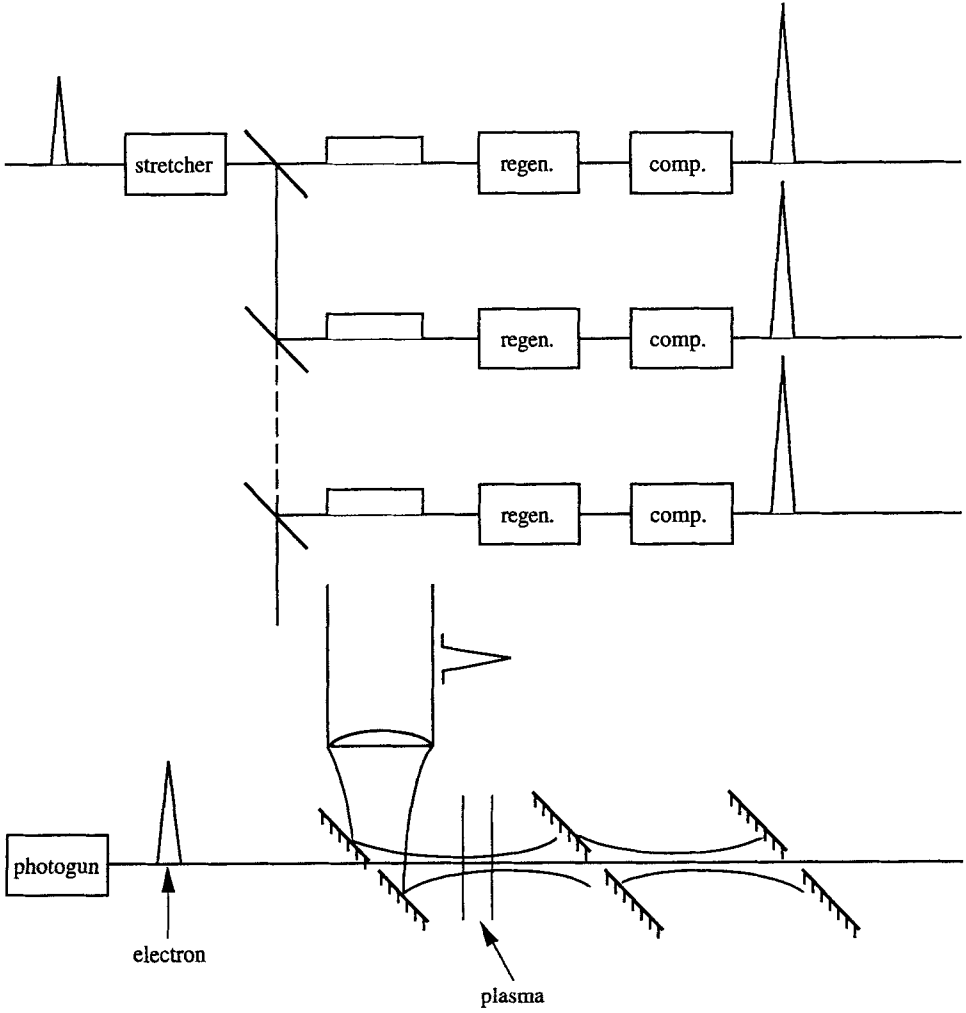 stretcher
regen.
comp.
regen.
comp.
regen.
comp.
photogun
electron
plasma